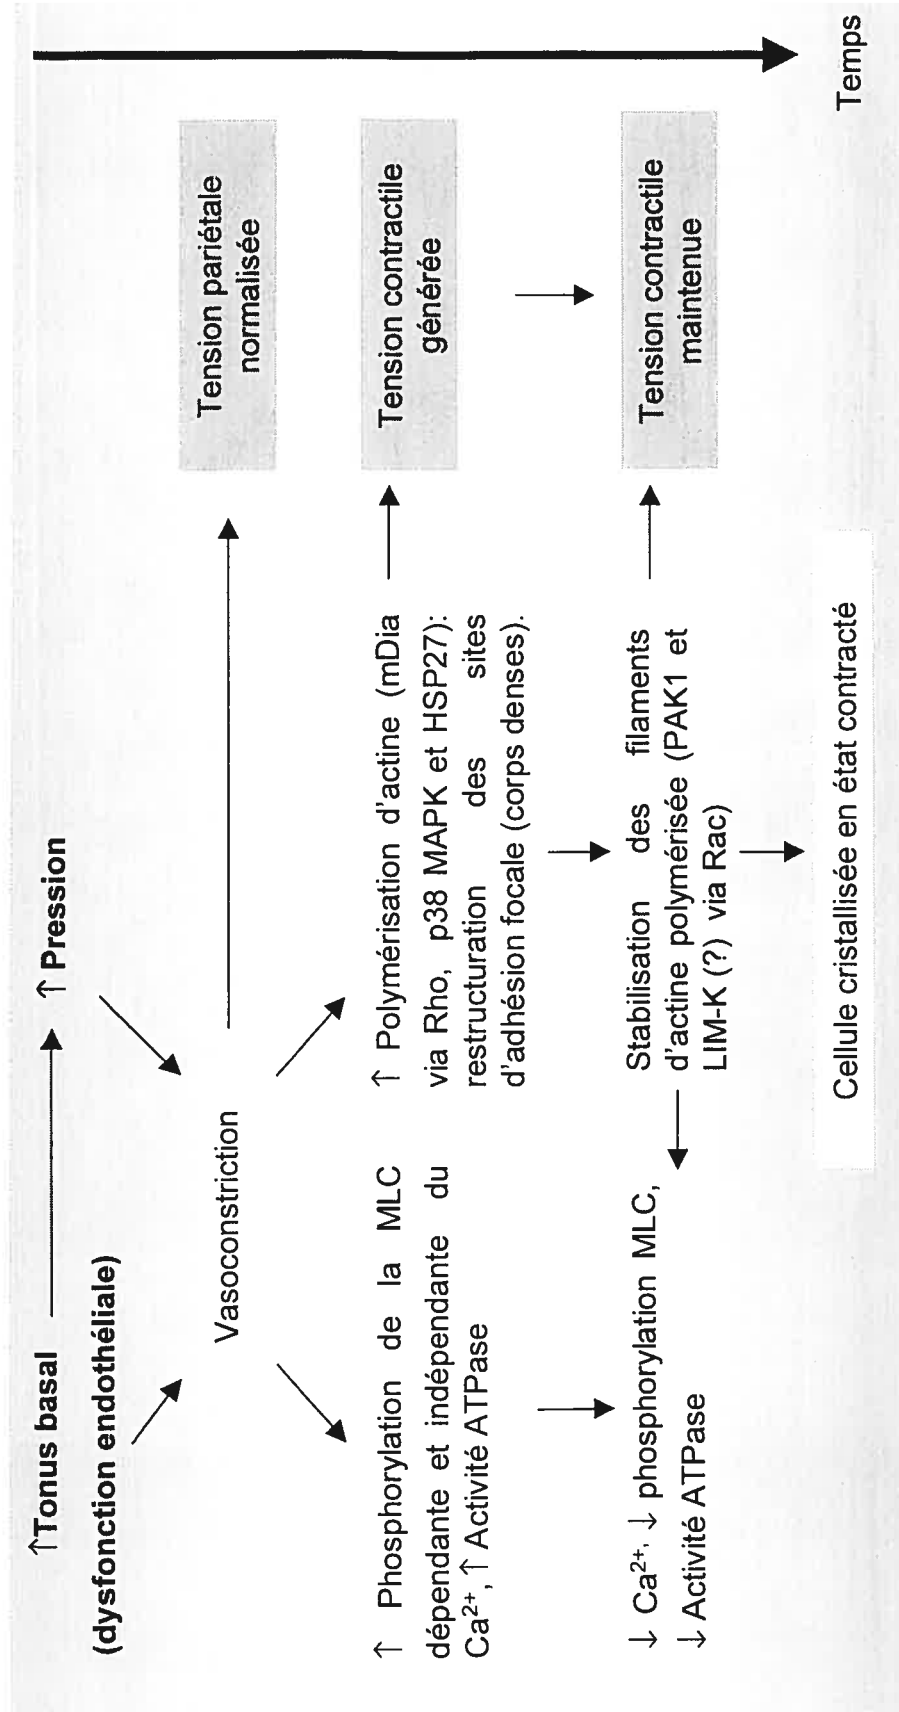 ↑Tonus basal
(dysfonction endothéliale)
↑ Pression
Vasoconstriction
Tension pariétale
normalisée
↑ Phosphorylation de la MLC
dépendante et indépendante du
Ca²⁺, ↑ Activité ATPase
↑ Polymérisation d'actine (mDia
via Rho, p38 MAPK et HSP27):
restructuration des sites
d'adhésion focale (corps denses).
Tension contractile
générée
↓ Ca²⁺, ↓ phosphorylation MLC,
↓ Activité ATPase
Stabilisation des filaments
d'actine polymérisée (PAK1 et
LIM-K (?) via Rac)
Tension contractile
maintenue
Cellule cristallisée en état contracté
Temps